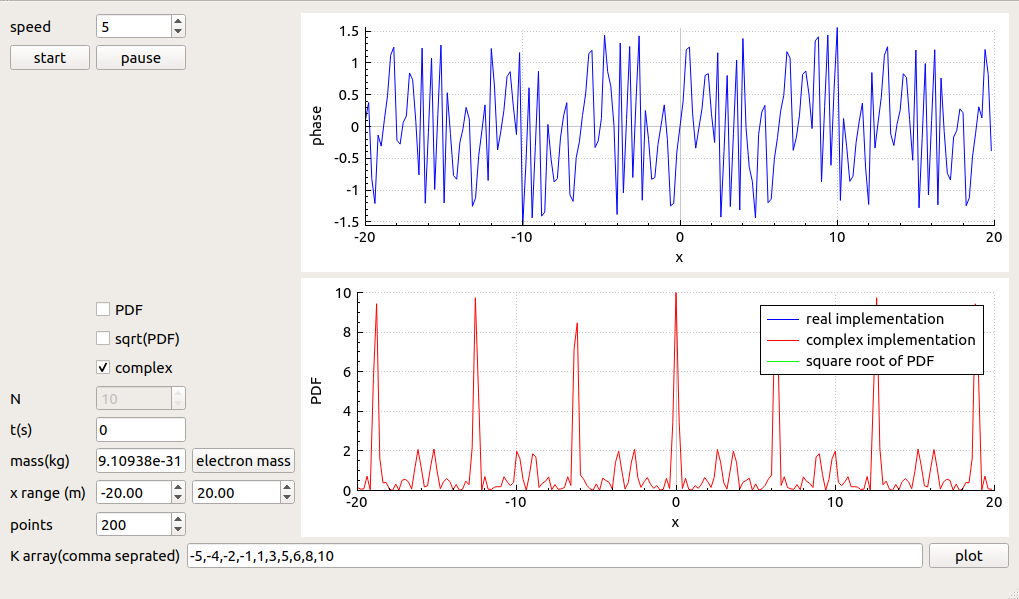 speed 5
start pause
PDF
sqrt(PDF)
complex
N 10
t(s) 0
mass(kg) 9.10938e-31 electron mass
x range (m) -20.00 20.00
points 200
K array(comma seprated) -5,-4,-2,-1,1,3,5,6,8,10 plot
phase
1.5
1
0.5
0
-0.5
-1
-1.5
-20 -10 0 10 20
x
PDF
10
8
6
4
2
0
-20 -10 0 10 20
x
real implementation
complex implementation
square root of PDF